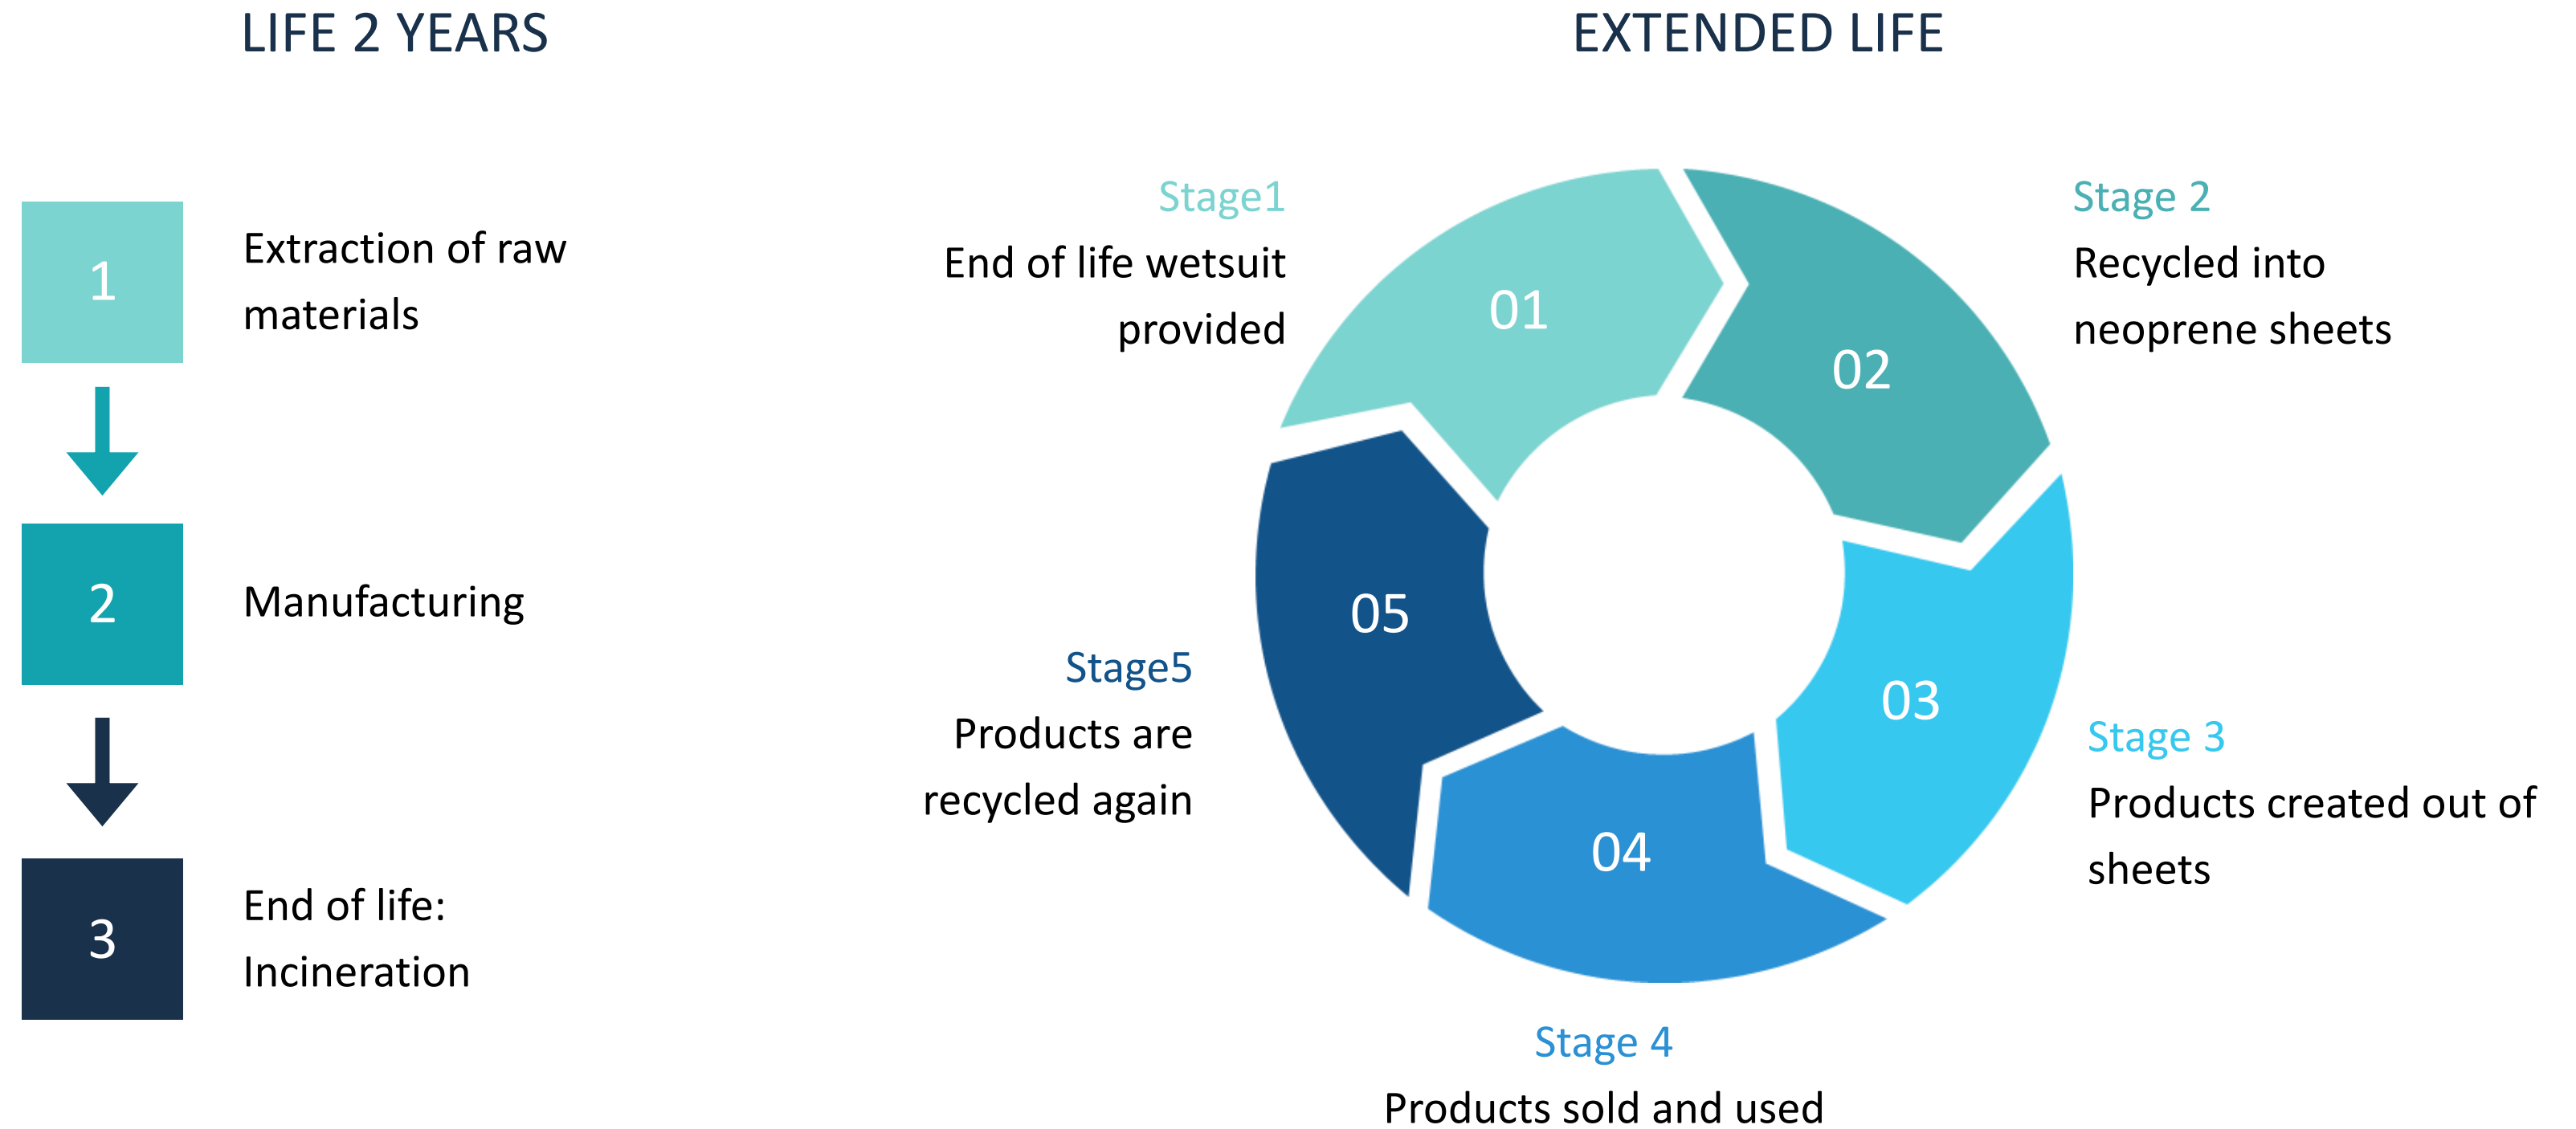 LIFE 2 YEARS
1
Extraction of raw
materials
2
Manufacturing
3
End of life:
Incineration
EXTENDED LIFE
Stage1
End of life wetsuit
provided
01
Stage 2
Recycled into
neoprene sheets
02
Stage 3
Products created out of
sheets
03
Stage 4
Products sold and used
04
Stage5
Products are
recycled again
05